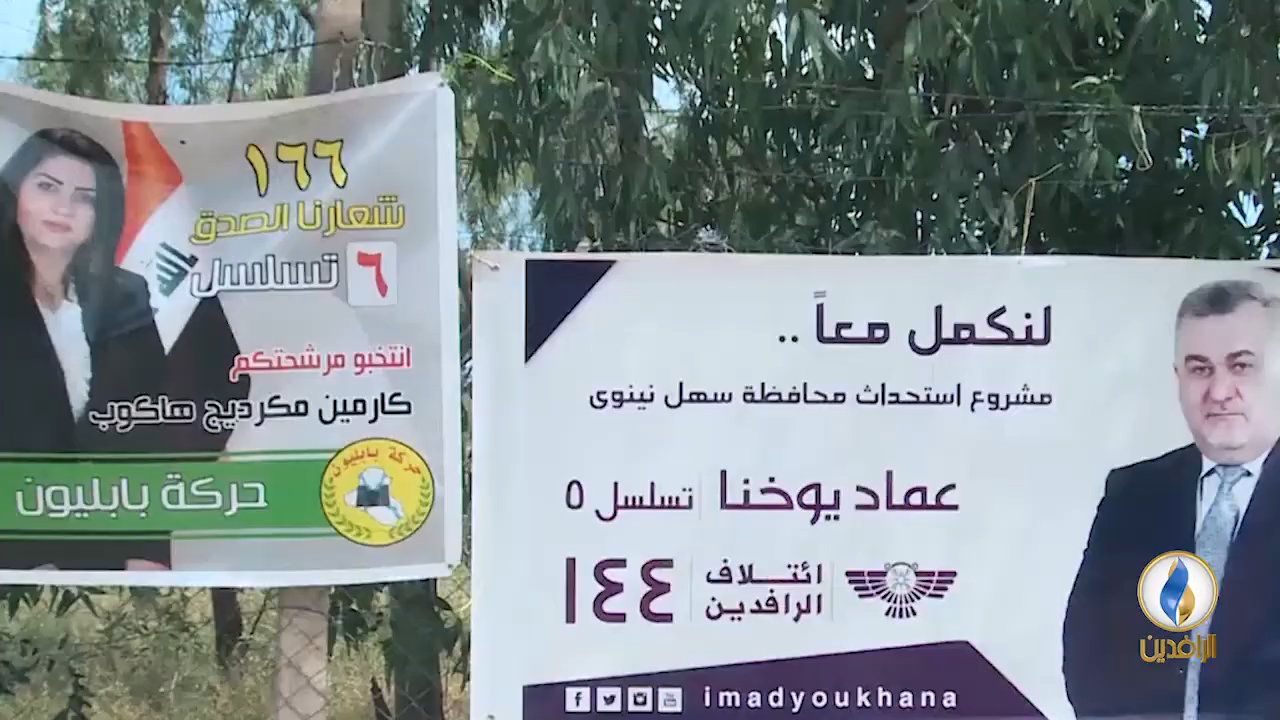 ١٦٦
شعارنا الصدق
تسلسل ٦
انتخبو مرشحتكم
كارمين مكرديج هاكوب
حركة بابليون
حركة بابليون
لنكمل معاً ..
مشروع استحداث محافظة سهل نينوى
عماد يوخنا | تسلسل ٥
ائتلاف
الرافدين
١٤٤
imadyoukhana
الرافدين